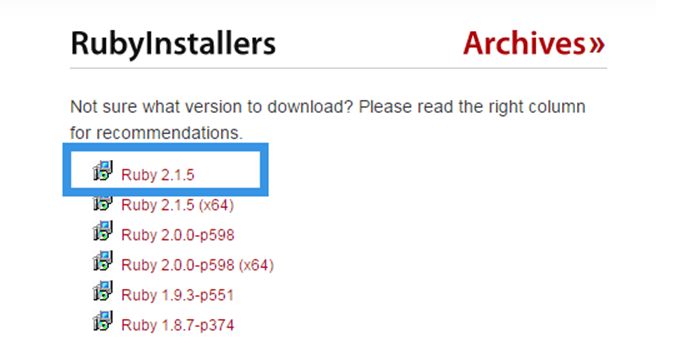 RubyInstallers
Archives»
Not sure what version to download? Please read the right column
for recommendations.
Ruby 2.1.5
Ruby 2.1.5 (x64)
Ruby 2.0.0-p598
Ruby 2.0.0-p598 (x64)
Ruby 1.9.3-p551
Ruby 1.8.7-p374